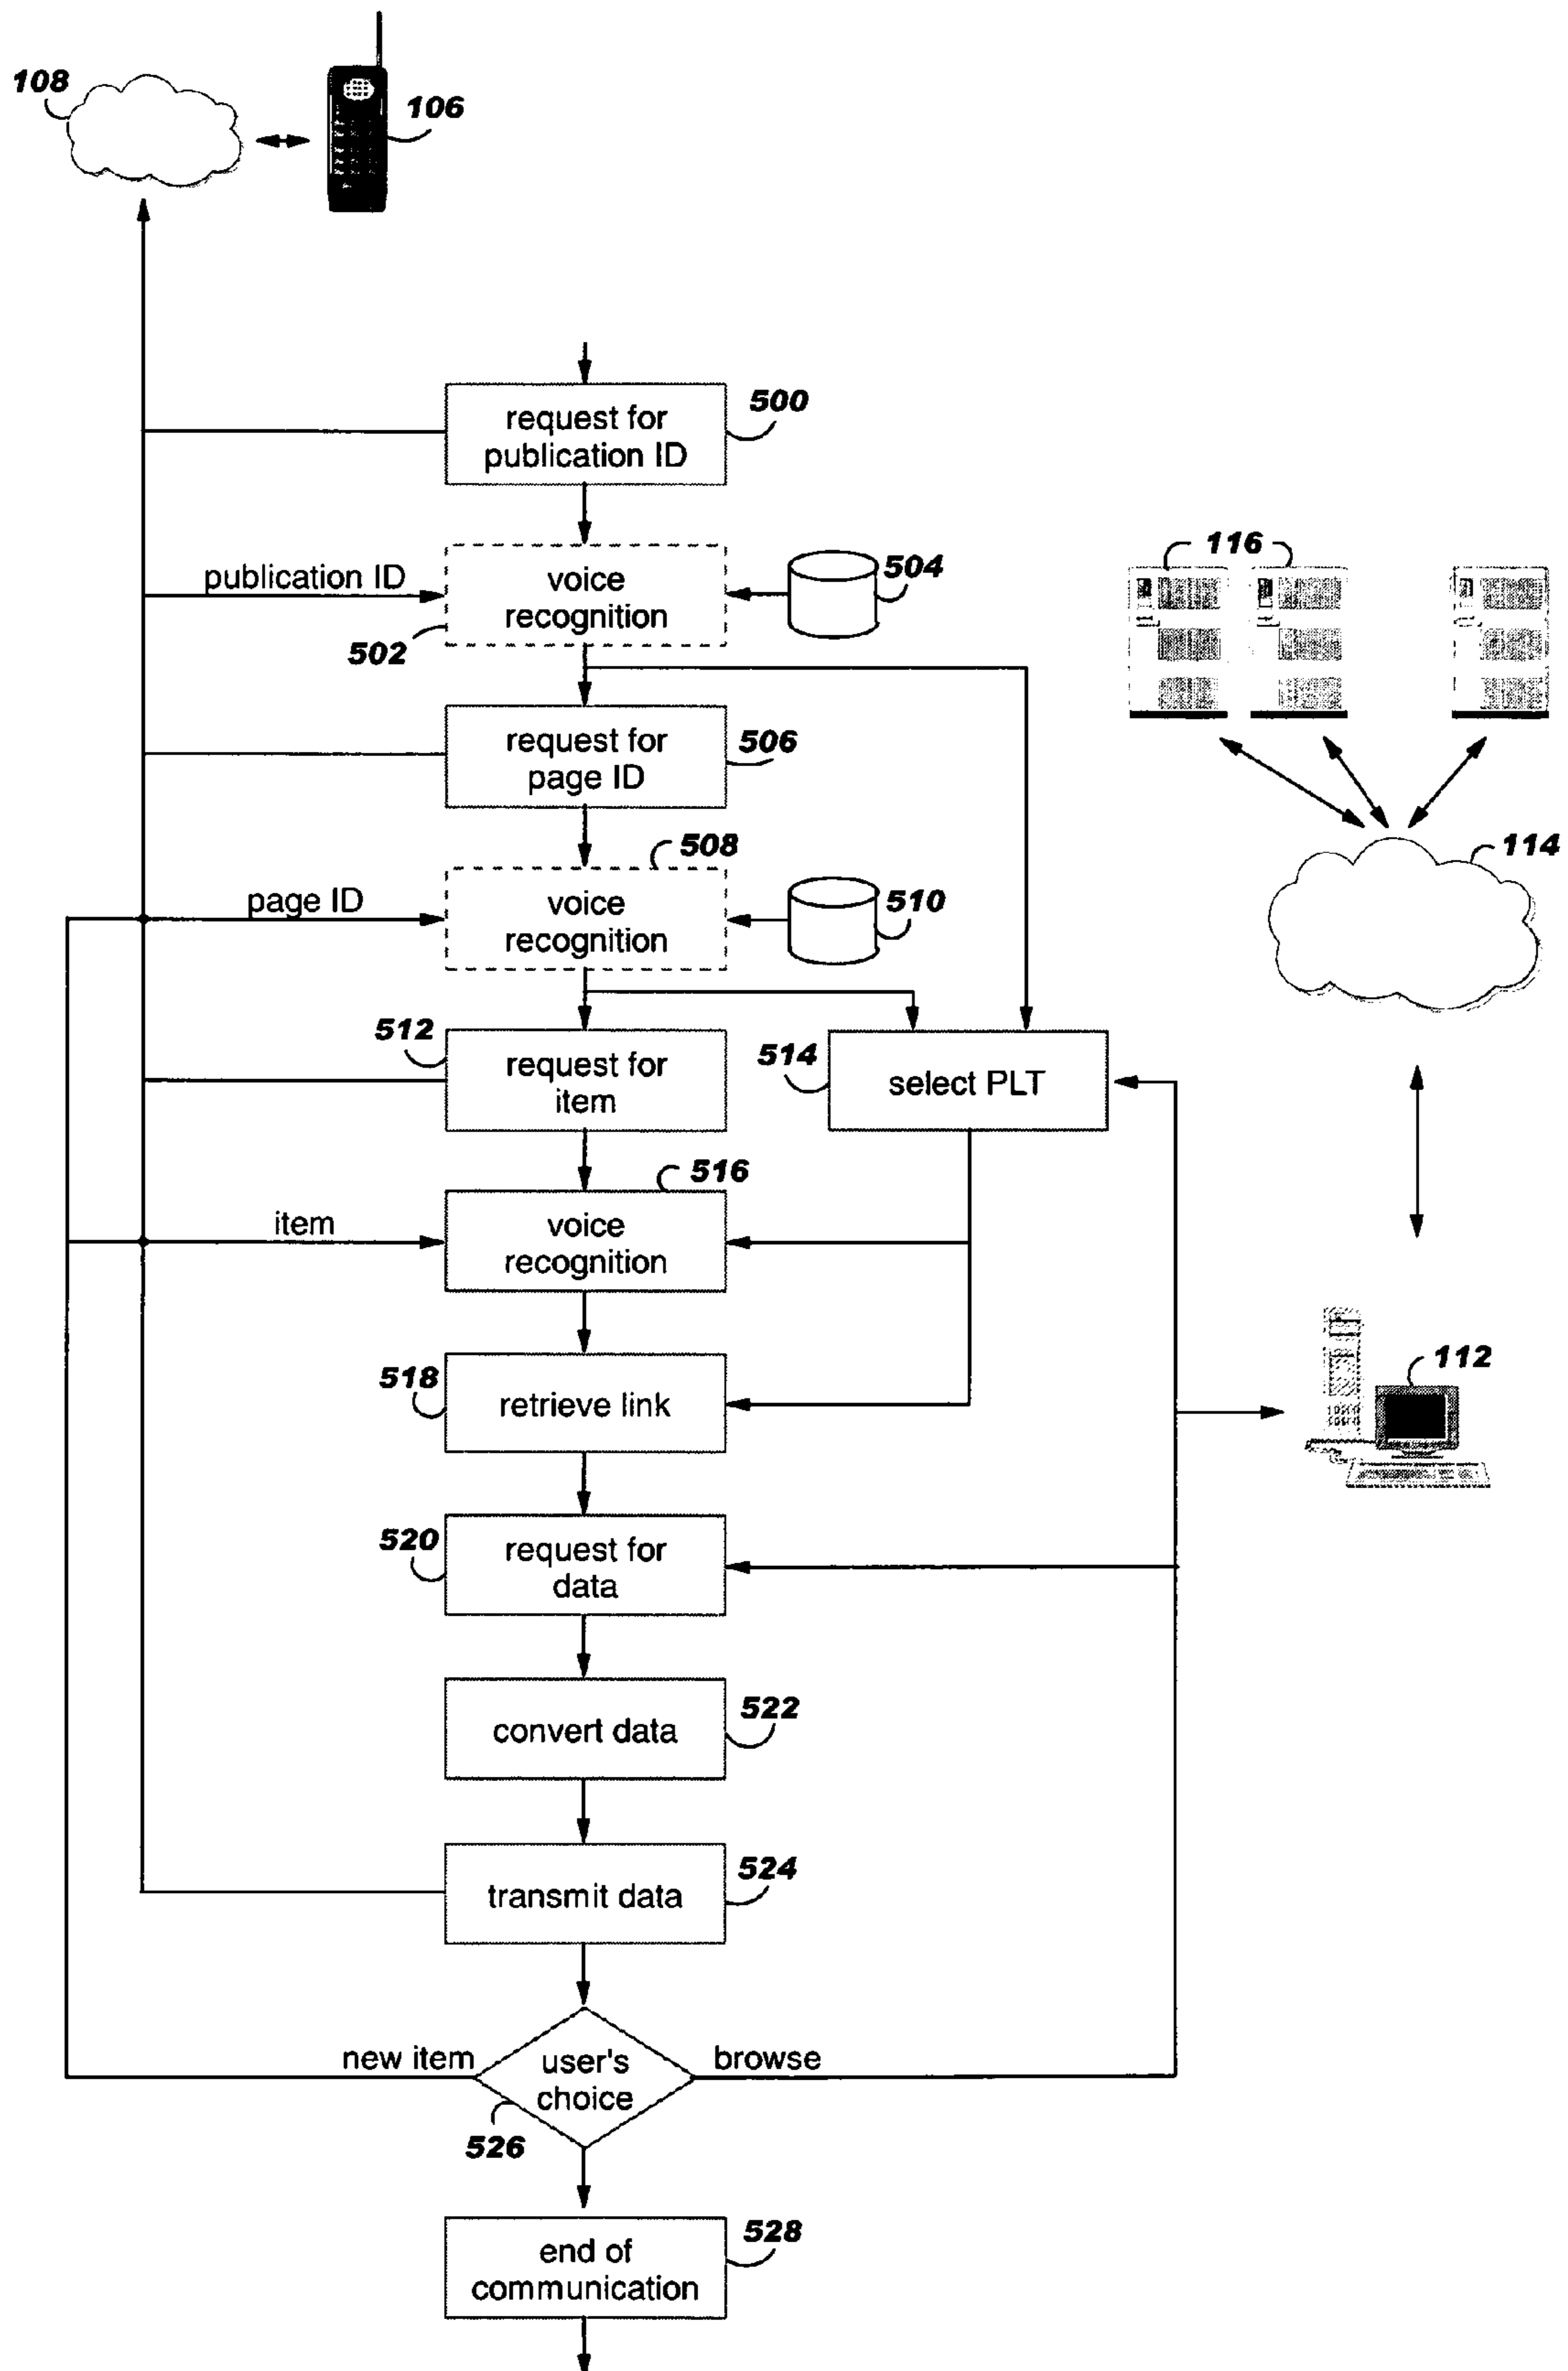 108
106
request for
publication ID
500
publication ID
voice
recognition
502
504
116
request for
page ID
506
114
508
page ID
voice
recognition
510
512
request for
item
514
select PLT
516
item
voice
recognition
518
retrieve link
112
520
request for
data
convert data
522
transmit data
524
new item
user's
choice
browse
526
end of
communication
528